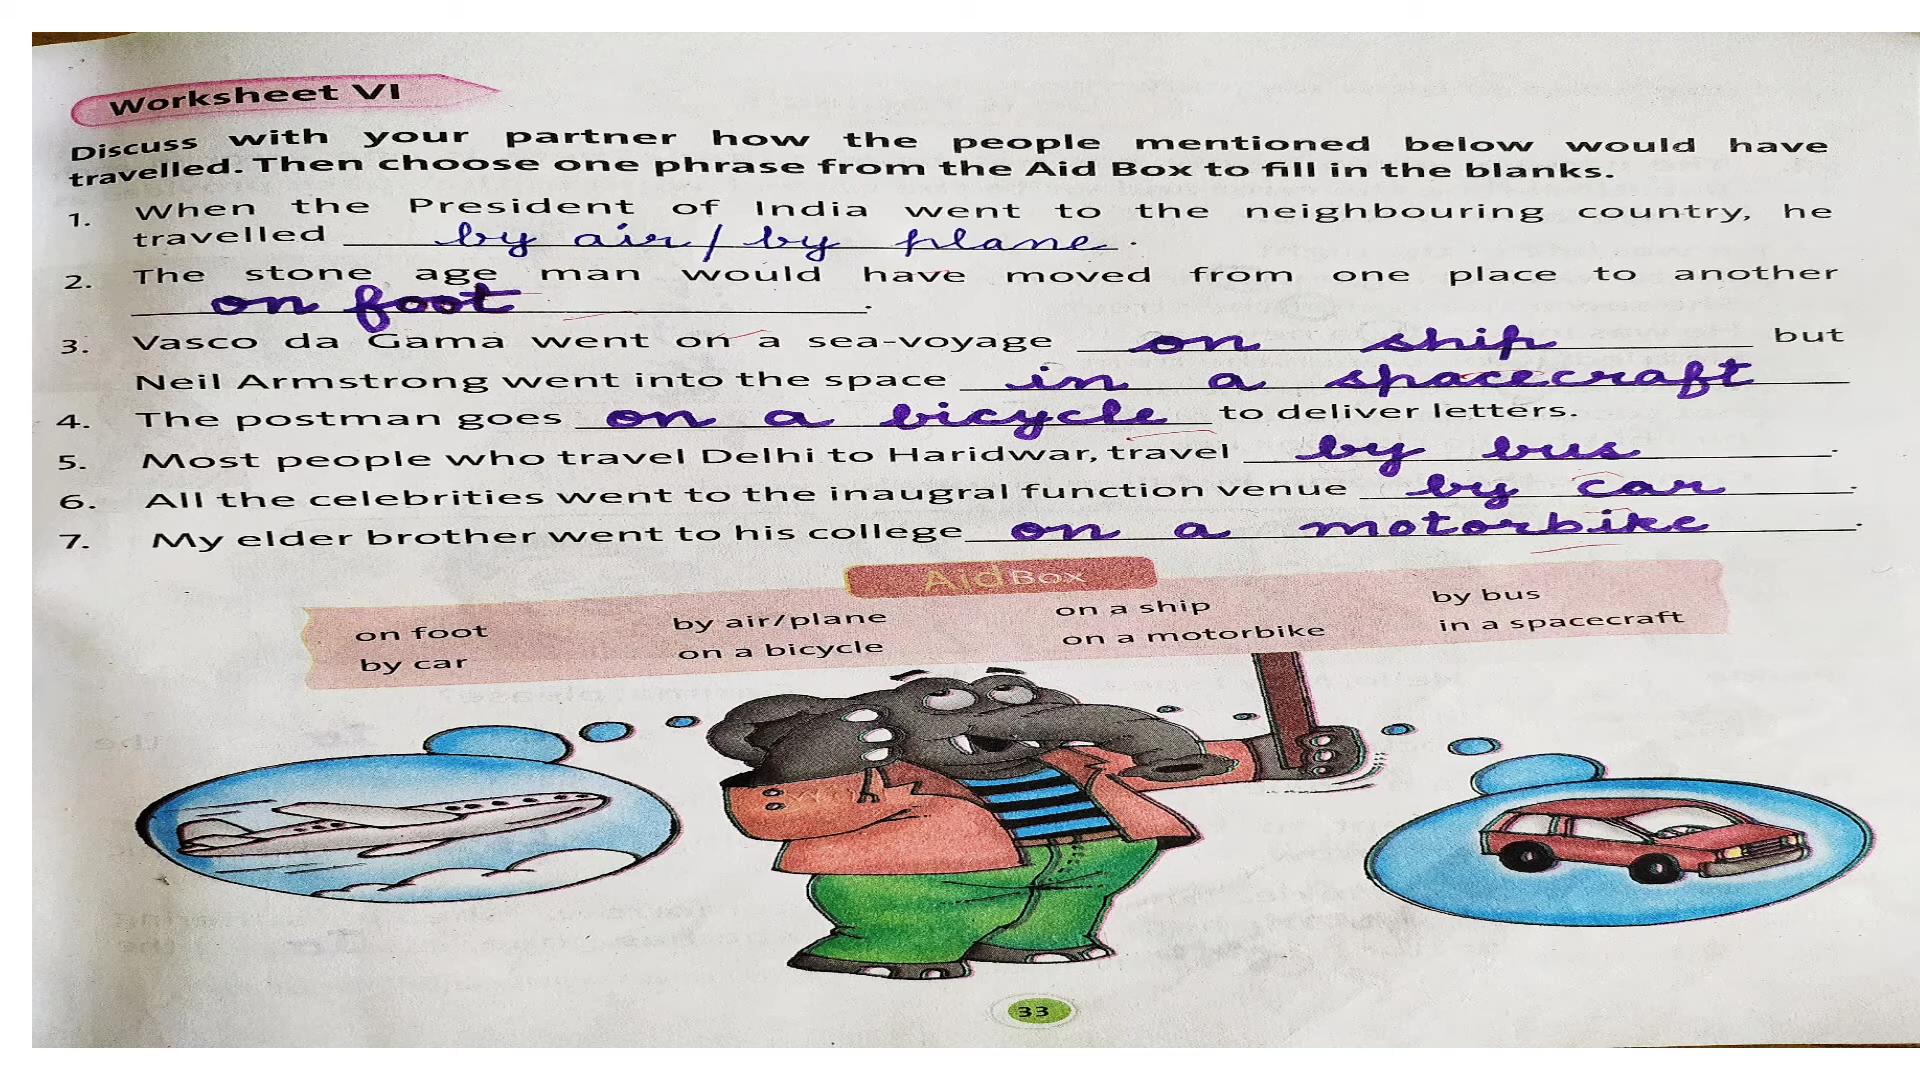 Worksheet VI
Discuss with your partner how the people mentioned below would have
travelled. Then choose one phrase from the Aid Box to fill in the blanks.
1. When the President of India went to the neighbouring country, he
travelled by air / by plane.
2. The stone age man would have moved from one place to another
on foot.
3. Vasco da Gama went on a sea-voyage on ship but
Neil Armstrong went into the space in a spacecraft
4. The postman goes on a bicycle to deliver letters.
5. Most people who travel Delhi to Haridwar, travel by bus.
6. All the celebrities went to the inaugral function venue by car.
7. My elder brother went to his college on a motorbike.
Aid Box
on foot by air/plane on a ship by bus
by car on a bicycle on a motorbike in a spacecraft
33